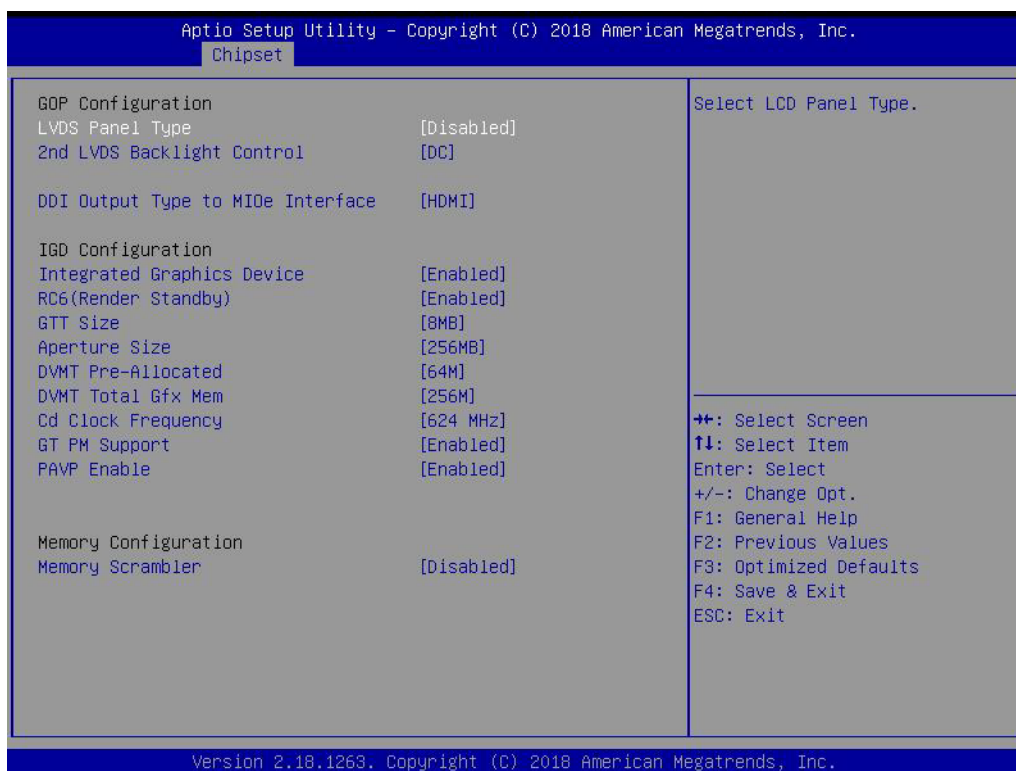 Aptio Setup Utility – Copyright (C) 2018 American Megatrends, Inc.
Chipset
GOP Configuration
LVDS Panel Type [Disabled]
2nd LVDS Backlight Control [DC]
DDI Output Type to MIOe Interface [HDMI]
IGD Configuration
Integrated Graphics Device [Enabled]
RC6(Render Standby) [Enabled]
GTT Size [8MB]
Aperture Size [256MB]
DVMT Pre-Allocated [64M]
DVMT Total Gfx Mem [256M]
Cd Clock Frequency [624 MHz]
GT PM Support [Enabled]
PAVP Enable [Enabled]
Memory Configuration
Memory Scrambler [Disabled]
Select LCD Panel Type.
→←: Select Screen
↑↓: Select Item
Enter: Select
+/-: Change Opt.
F1: General Help
F2: Previous Values
F3: Optimized Defaults
F4: Save & Exit
ESC: Exit
Version 2.18.1263. Copyright (C) 2018 American Megatrends, Inc.